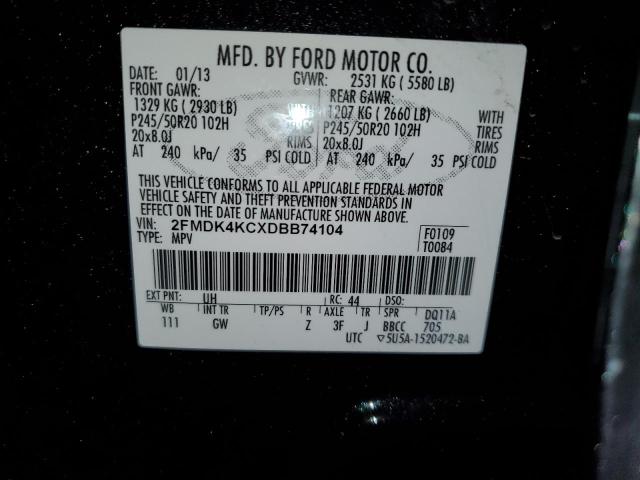 MFD. BY FORD MOTOR CO.
DATE: 01/13 GVWR: 2531 KG ( 5580 LB)
FRONT GAWR: REAR GAWR:
1329 KG ( 2930 LB) 1207 KG ( 2660 LB) WITH
P245/50R20 102H TIRES P245/50R20 102H TIRES
20x8.0J RIMS 20x8.0J RIMS
AT 240 kPa/ 35 PSI COLD AT 240 kPa/ 35 PSI COLD
THIS VEHICLE CONFORMS TO ALL APPLICABLE FEDERAL MOTOR
VEHICLE SAFETY AND THEFT PREVENTION STANDARDS IN
EFFECT ON THE DATE OF MANUFACTURE SHOWN ABOVE.
VIN: 2FMDK4KCXDBB74104 F0109
TYPE: MPV T0084
EXT PNT: UH RC: 44 DSO:
WB INT TR TP/PS R AXLE TR SPR DQ11A
111 GW Z 3F J BBCC 705
UTC ▽5U5A-1520472-BA